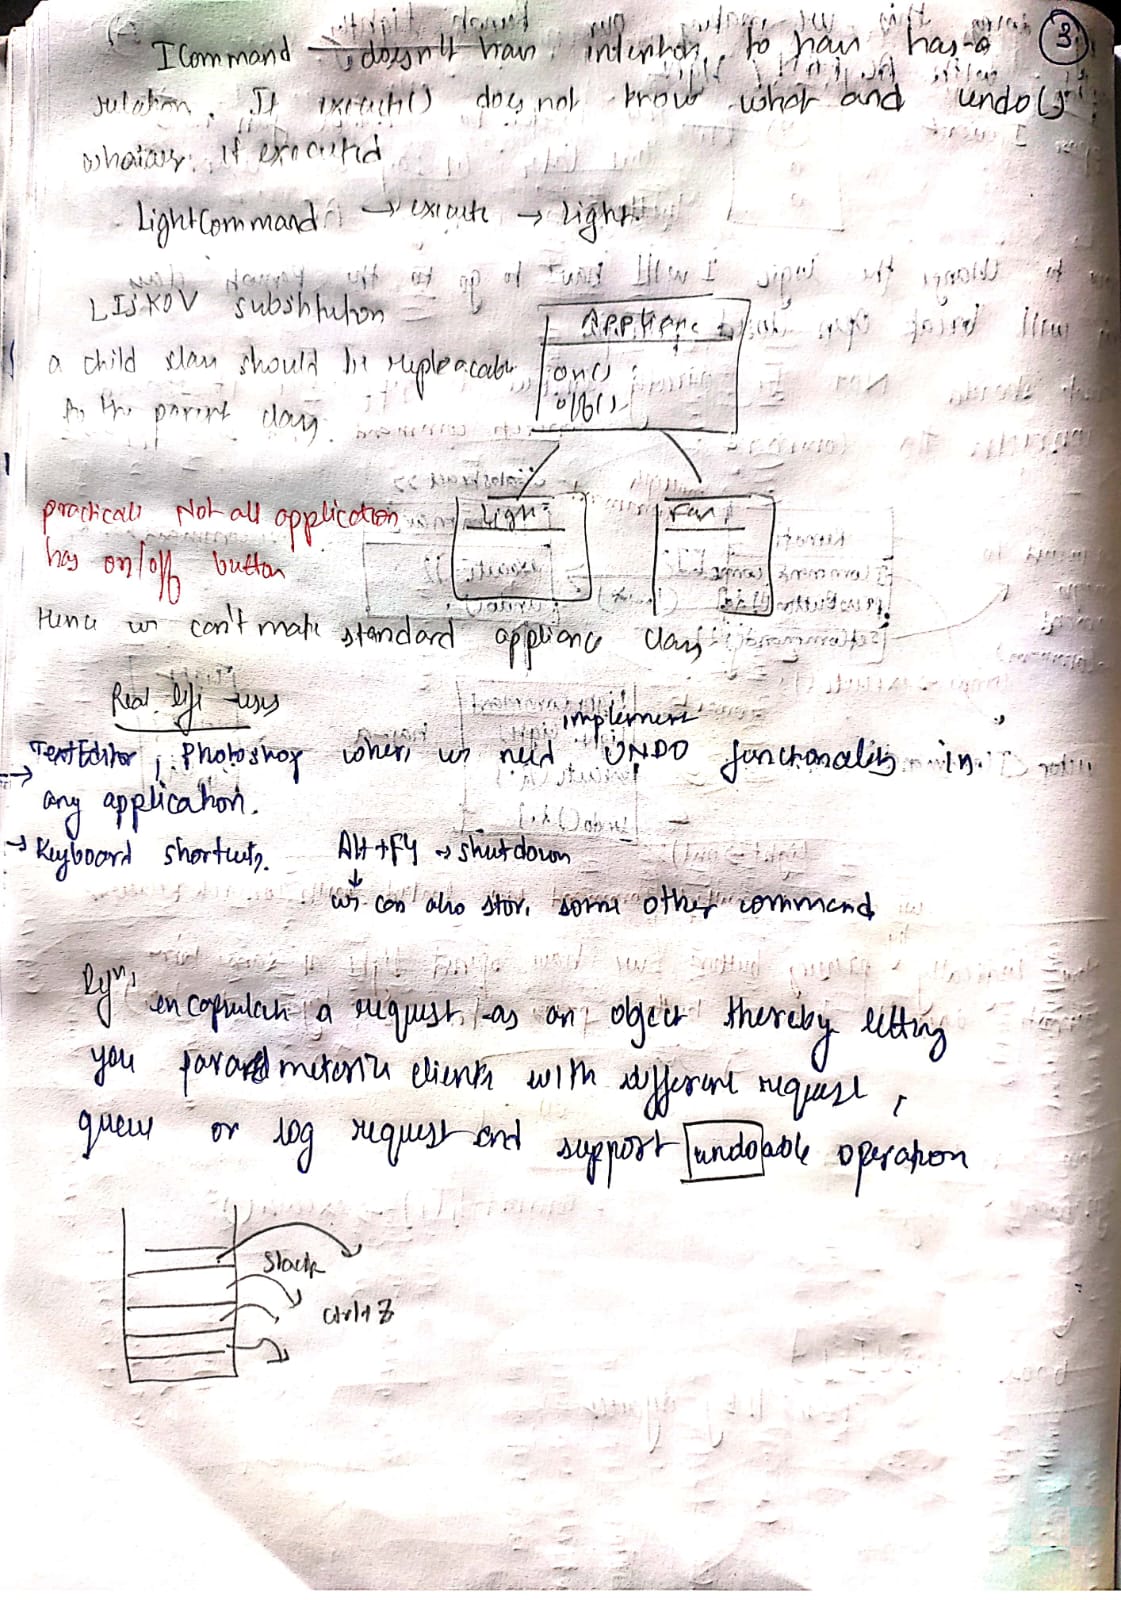 3.
ICommand → doesn't have intention to have has-a
relation. It execute() does not know what and undo()
whatever it executed
LightCommand → execute → Light.
LISKOV substitution
Appliance
a child class should be repleacable
on()
As the parent class.
off()
Light
Fan
practicali Not all application
has on/off button
Hence we can't make standard appliance class
Real life uses
implement
→ TextEditor, Photoshop where we need UNDO functionality in
any application.
→ Keyboard shortcuts. Alt+F4 → shutdown
↓
we can also store some other command
Defn,
encapsulate a request as an object thereby letting
you parametorize clients with different request,
queue or log request and support undoable operation
Stack
Ctrl+Z